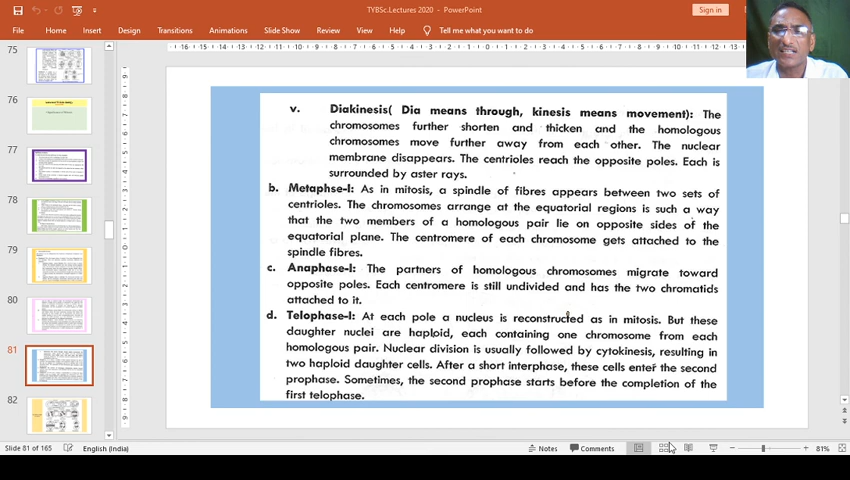 TYBSc.Lectures 2020 - PowerPoint
Sign in
File Home Insert Design Transitions Animations Slide Show Review View Help Tell me what you want to do
75
76
77
78
79
80
81
82
v. Diakinesis( Dia means through, kinesis means movement): The
chromosomes further shorten and thicken and the homologous
chromosomes move further away from each other. The nuclear
membrane disappears. The centrioles reach the opposite poles. Each is
surrounded by aster rays.
b. Metaphse-I: As in mitosis, a spindle of fibres appears between two sets of
centrioles. The chromosomes arrange at the equatorial regions is such a way
that the two members of a homologous pair lie on opposite sides of the
equatorial plane. The centromere of each chromosome gets attached to the
spindle fibres.
c. Anaphase-I: The partners of homologous chromosomes migrate toward
opposite poles. Each centromere is still undivided and has the two chromatids
attached to it.
d. Telophase-I: At each pole a nucleus is reconstructed as in mitosis. But these
daughter nuclei are haploid, each containing one chromosome from each
homologous pair. Nuclear division is usually followed by cytokinesis, resulting in
two haploid daughter cells. After a short interphase, these cells enter the second
prophase. Sometimes, the second prophase starts before the completion of the
first telophase.
Slide 81 of 165 English (India) Notes Comments 81%